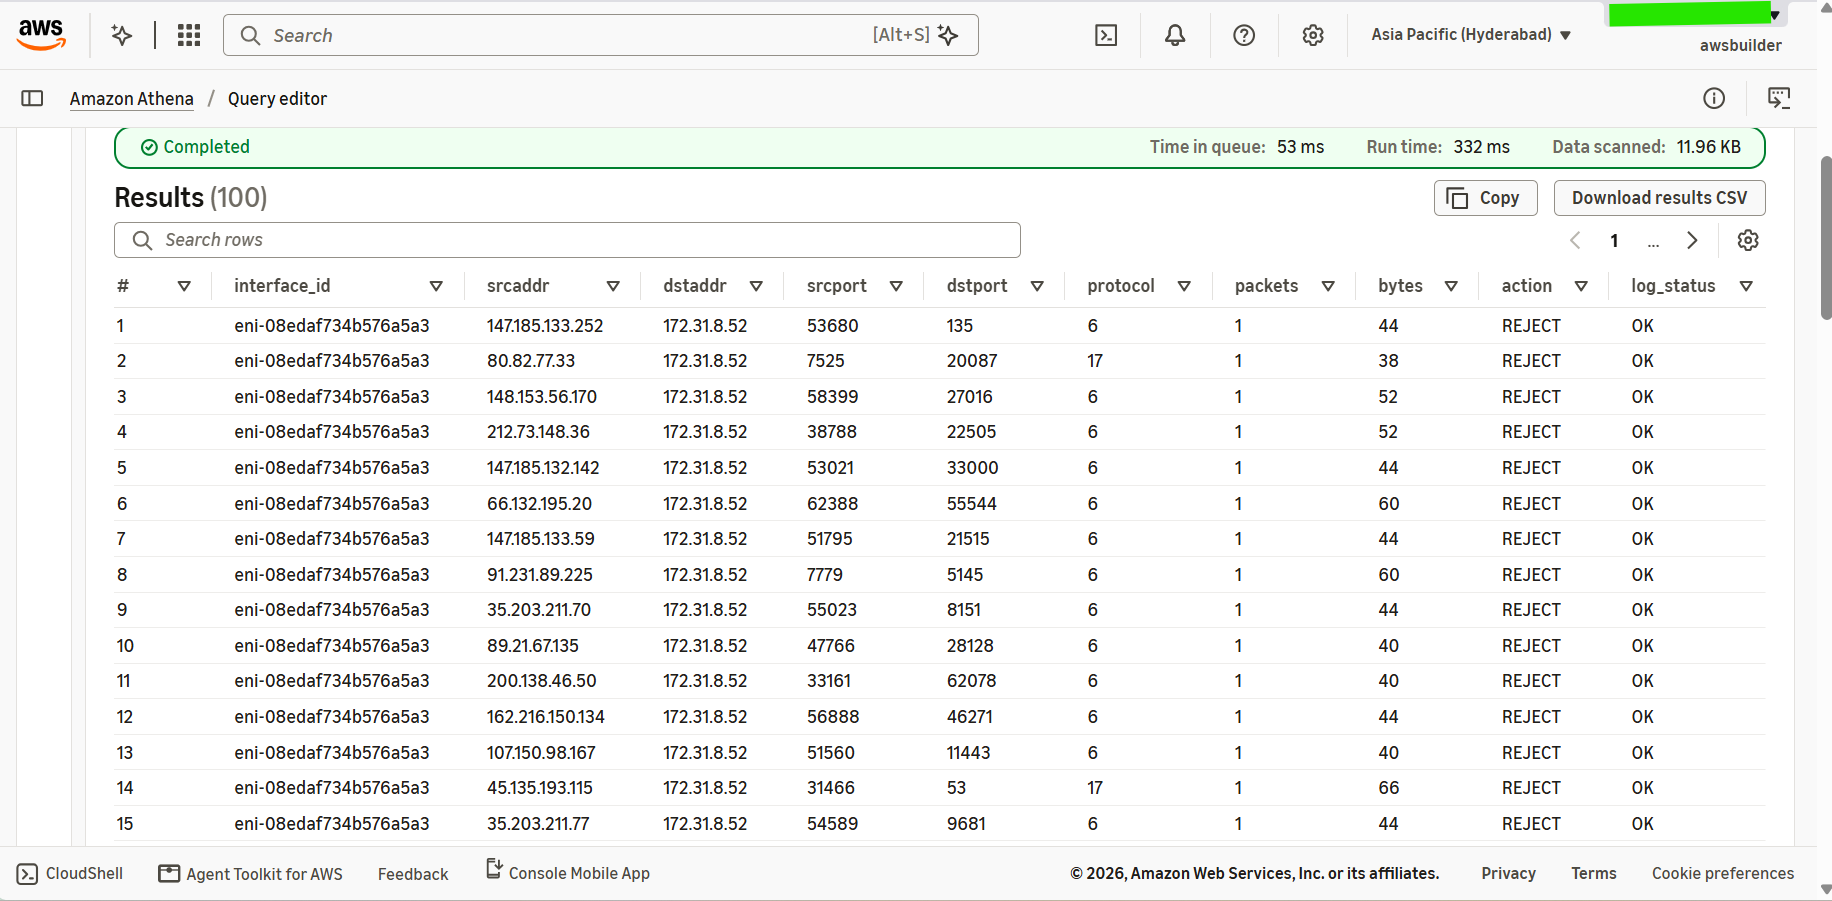 aws
Search [Alt+S] Asia Pacific (Hyderabad)
awsbuilder
Amazon Athena / Query editor
Completed Time in queue: 53 ms Run time: 332 ms Data scanned: 11.96 KB
Results (100) Copy Download results CSV
Search rows 1 ...
# interface_id srcaddr dstaddr srcport dstport protocol packets bytes action log_status
1 eni-08edaf734b576a5a3 147.185.133.252 172.31.8.52 53680 135 6 1 44 REJECT OK
2 eni-08edaf734b576a5a3 80.82.77.33 172.31.8.52 7525 20087 17 1 38 REJECT OK
3 eni-08edaf734b576a5a3 148.153.56.170 172.31.8.52 58399 27016 6 1 52 REJECT OK
4 eni-08edaf734b576a5a3 212.73.148.36 172.31.8.52 38788 22505 6 1 52 REJECT OK
5 eni-08edaf734b576a5a3 147.185.132.142 172.31.8.52 53021 33000 6 1 44 REJECT OK
6 eni-08edaf734b576a5a3 66.132.195.20 172.31.8.52 62388 55544 6 1 60 REJECT OK
7 eni-08edaf734b576a5a3 147.185.133.59 172.31.8.52 51795 21515 6 1 44 REJECT OK
8 eni-08edaf734b576a5a3 91.231.89.225 172.31.8.52 7779 5145 6 1 60 REJECT OK
9 eni-08edaf734b576a5a3 35.203.211.70 172.31.8.52 55023 8151 6 1 44 REJECT OK
10 eni-08edaf734b576a5a3 89.21.67.135 172.31.8.52 47766 28128 6 1 40 REJECT OK
11 eni-08edaf734b576a5a3 200.138.46.50 172.31.8.52 33161 62078 6 1 40 REJECT OK
12 eni-08edaf734b576a5a3 162.216.150.134 172.31.8.52 56888 46271 6 1 44 REJECT OK
13 eni-08edaf734b576a5a3 107.150.98.167 172.31.8.52 51560 11443 6 1 40 REJECT OK
14 eni-08edaf734b576a5a3 45.135.193.115 172.31.8.52 31466 53 17 1 66 REJECT OK
15 eni-08edaf734b576a5a3 35.203.211.77 172.31.8.52 54589 9681 6 1 44 REJECT OK
CloudShell Agent Toolkit for AWS Feedback Console Mobile App © 2026, Amazon Web Services, Inc. or its affiliates. Privacy Terms Cookie preferences